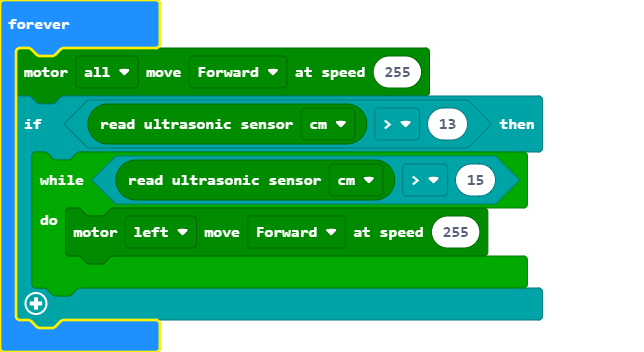 forever
motor all move Forward at speed 255
if read ultrasonic sensor cm > 13 then
while read ultrasonic sensor cm > 15
do motor left move Forward at speed 255